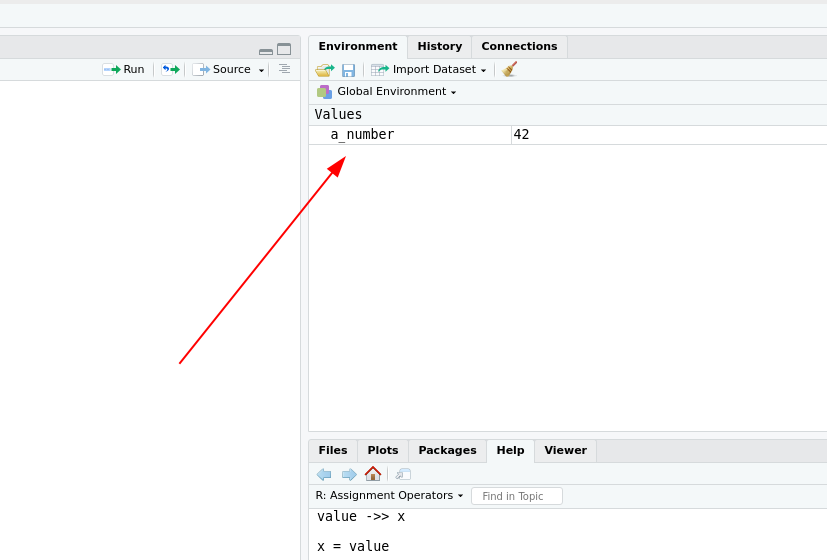 Run
Source
Environment History Connections
Import Dataset
Global Environment
Values
a_number 42
Files Plots Packages Help Viewer
R: Assignment Operators Find in Topic
value ->> x
x = value